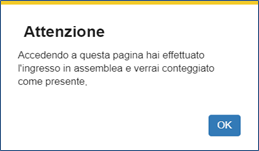 Attenzione
Accedendo a questa pagina hai effettuato
l'ingresso in assemblea e verrai conteggiato
come presente.
OK